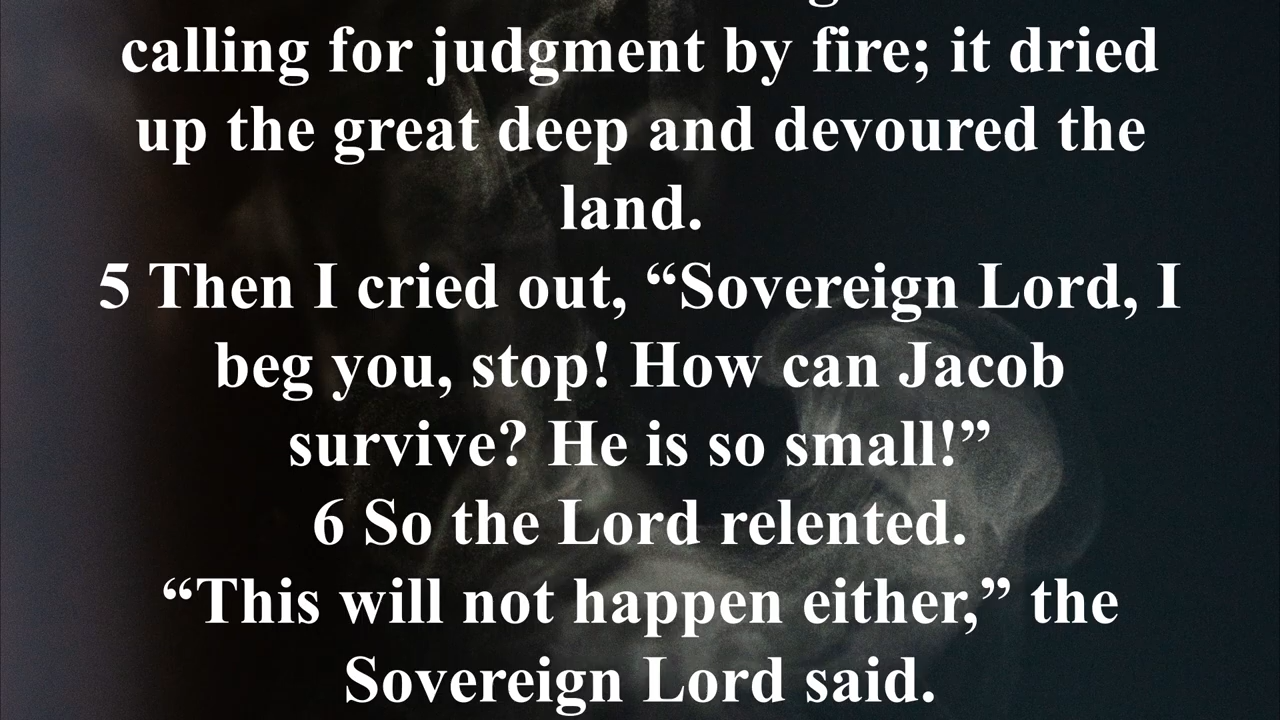 calling for judgment by fire; it dried
up the great deep and devoured the
land.
5 Then I cried out, “Sovereign Lord, I
beg you, stop! How can Jacob
survive? He is so small!”
6 So the Lord relented.
“This will not happen either,” the
Sovereign Lord said.